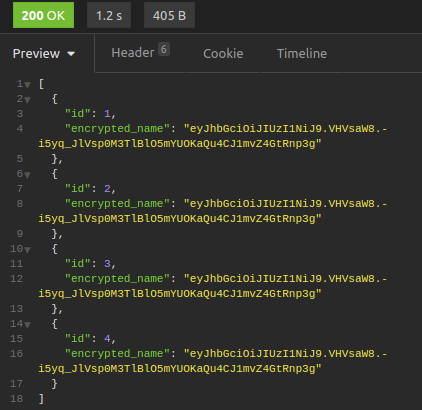 200 OK 1.2 s 405 B
Preview Header 6 Cookie Timeline
1 [
2 {
3 "id": 1,
4 "encrypted_name": "eyJhbGciOiJIUzI1NiJ9.VHVsaW8.-
i5yq_JlVsp0M3TlBlO5mYUOKaQu4CJ1mvZ4GtRnp3g"
5 },
6 {
7 "id": 2,
8 "encrypted_name": "eyJhbGciOiJIUzI1NiJ9.VHVsaW8.-
i5yq_JlVsp0M3TlBlO5mYUOKaQu4CJ1mvZ4GtRnp3g"
9 },
10 {
11 "id": 3,
12 "encrypted_name": "eyJhbGciOiJIUzI1NiJ9.VHVsaW8.-
i5yq_JlVsp0M3TlBlO5mYUOKaQu4CJ1mvZ4GtRnp3g"
13 },
14 {
15 "id": 4,
16 "encrypted_name": "eyJhbGciOiJIUzI1NiJ9.VHVsaW8.-
i5yq_JlVsp0M3TlBlO5mYUOKaQu4CJ1mvZ4GtRnp3g"
17 }
18 ]